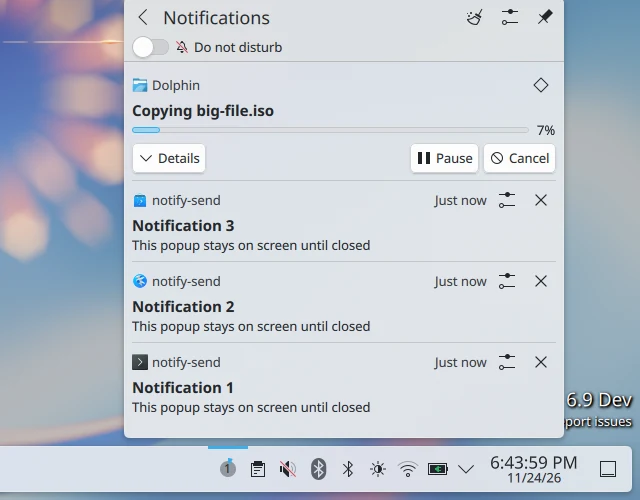 Notifications
Do not disturb
Dolphin
Copying big-file.iso
7%
Details
Pause
Cancel
notify-send
Just now
Notification 3
This popup stays on screen until closed
notify-send
Just now
Notification 2
This popup stays on screen until closed
notify-send
Just now
Notification 1
This popup stays on screen until closed
6.9 Dev
port issues
1
6:43:59 PM
11/24/26